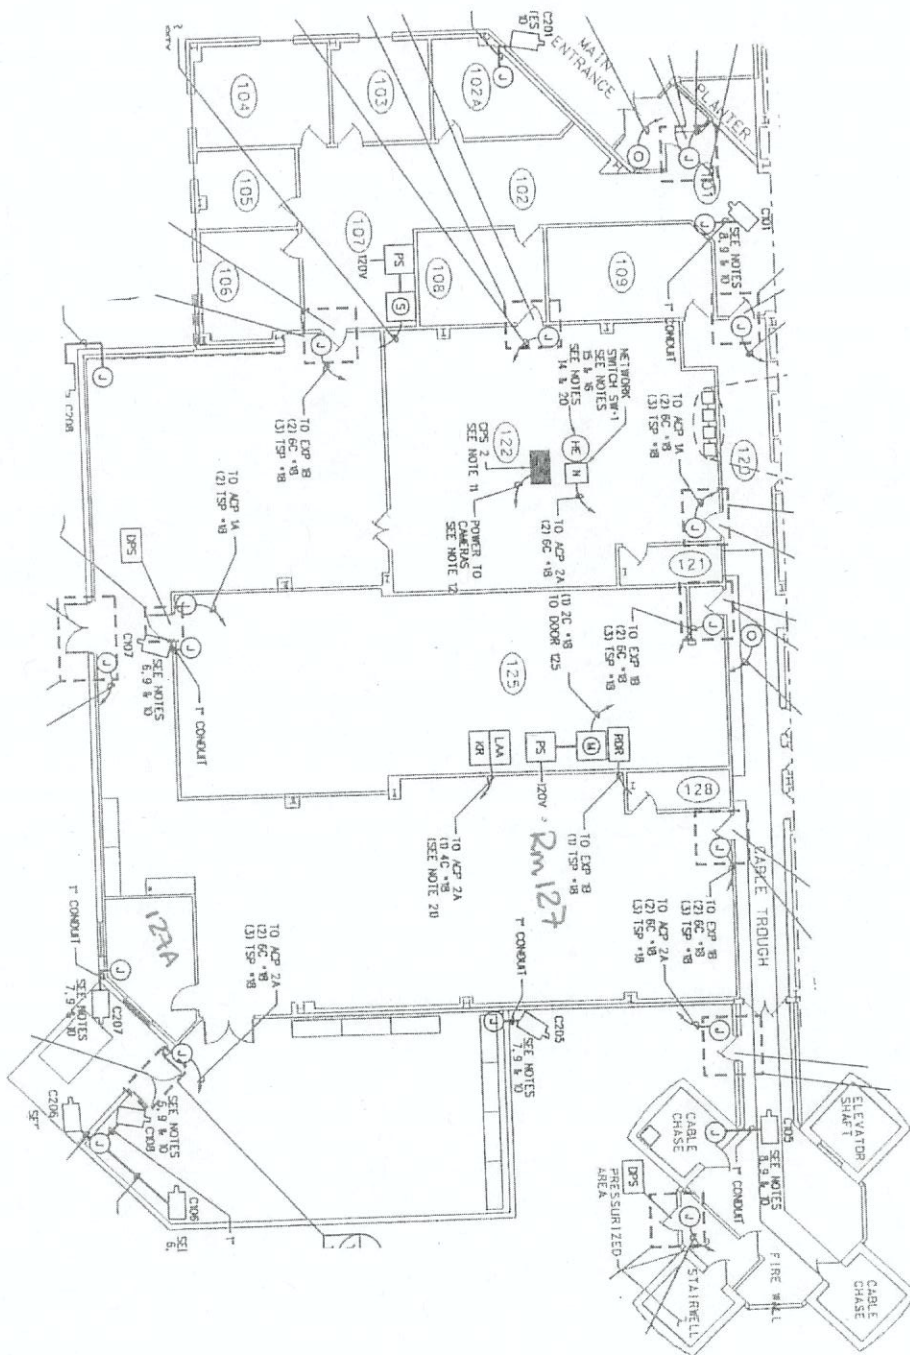 C201
MAIN
ENTRANCE
PLANTER
104
103
102A
101
105
102
C101
107
106
120V
PS
S
108
109
SEE NOTES
8, 9 & 10
1" CONDUIT
J
C208
NETWORK
SWITCH SW-1
SEE NOTES
15 & 16
SEE NOTES
14 & 20
HE
N
122
CPS 2
SEE NOTE 11
POWER TO
CAMERAS
SEE NOTE 12
TO EXP 1B
(2) 6C #18
(3) TSP #18
TO ACP 1A
(2) 6C #18
(3) TSP #18
120
121
TO ACP 1A
(2) TSP #18
DPS
TO ACP 2A
(2) 6C #18
(1) 2C #18
TO DOOR 125
TO EXP 1B
(2) 6C #18
(3) TSP #18
C107
SEE NOTES
6, 9 & 10
1" CONDUIT
125
KR
LAA
PS
M
RDR
120V
128
Rm 127
TO ACP 2A
(1) 4C #18
(SEE NOTE 20)
TO EXP 1B
(1) TSP #18
CABLE TROUGH
TO EXP 1B
(2) 6C #18
(3) TSP #18
TO ACP 2A
(2) 6C #18
(3) TSP #18
1" CONDUIT
127A
TO ACP 2A
(2) 6C #18
(3) TSP #18
1" CONDUIT
C207
SEE NOTES
7, 9 & 10
C205
SEE NOTES
7, 9 & 10
C206
C108
SEE NOTES
6, 9 & 10
C106
ELEVATOR
SHAFT
CABLE
CHASE
C105
SEE NOTES
8, 9 & 10
1" CONDUIT
DPS
PRESSURIZED
AREA
STAIRWELL
FIRE WALL
CABLE
CHASE